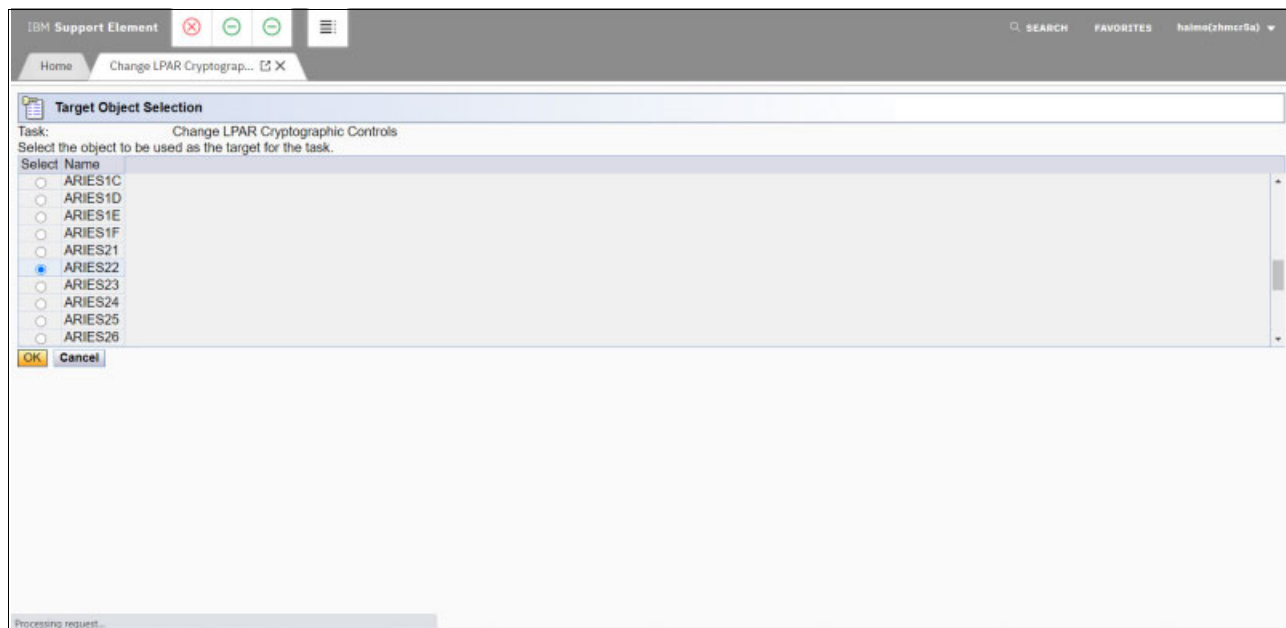 IBM Support Element SEARCH FAVORITES haimo(zhmcr5a)
Home Change LPAR Cryptograp...
Target Object Selection
Task: Change LPAR Cryptographic Controls
Select the object to be used as the target for the task.
Select Name
ARIES1C
ARIES1D
ARIES1E
ARIES1F
ARIES21
ARIES22
ARIES23
ARIES24
ARIES25
ARIES26
OK Cancel
Processing request...